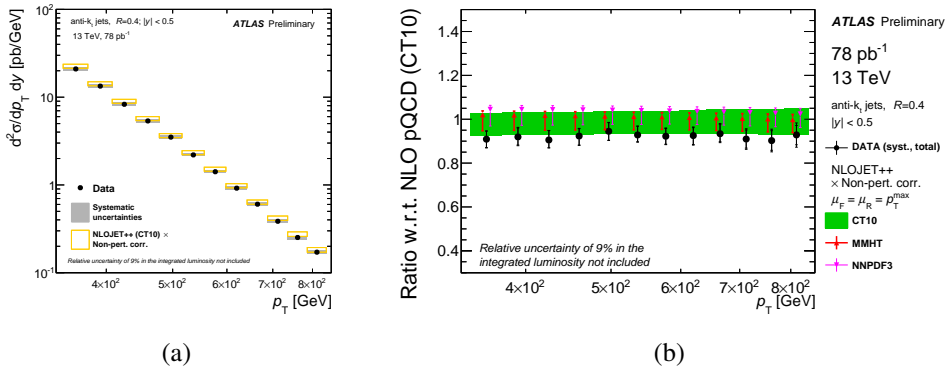 anti-kₜ jets, R=0.4; |y| < 0.5
13 TeV, 78 pb⁻¹
ATLAS Preliminary
d²σ/dp_T dy [pb/GeV]
10²
10
1
10⁻¹
Data
Systematic
uncertainties
NLOJET++ (CT10) ×
Non-pert. corr.
Relative uncertainty of 9% in the integrated luminosity not included
4×10² 5×10² 6×10² 7×10² 8×10²
p_T [GeV]
(a)
Ratio w.r.t. NLO pQCD (CT10)
1.4
1.2
1.0
0.8
0.6
0.4
Relative uncertainty of 9% in the
integrated luminosity not included
4×10² 5×10² 6×10² 7×10² 8×10²
p_T [GeV]
ATLAS Preliminary
78 pb⁻¹
13 TeV
anti-kₜ jets, R=0.4
|y| < 0.5
DATA (syst., total)
NLOJET++
× Non-pert. corr.
μ_F = μ_R = p_T^max
CT10
MMHT
NNPDF3
(b)